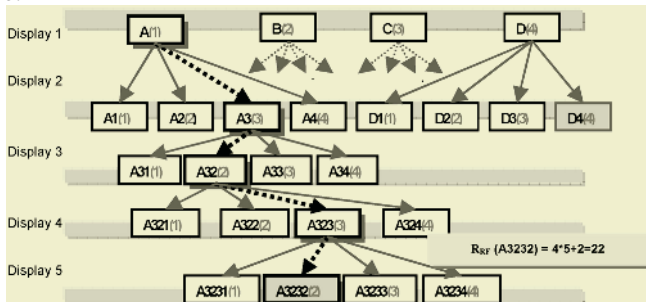 Display 1 A(1) B(2) C(3) D(4)
Display 2
A1(1) A2(2) A3(3) A4(4) D1(1) D2(2) D3(3) D4(4)
Display 3
A31(1) A32(2) A33(3) A34(4)
Display 4 A321(1) A322(2) A323(3) A324(4)
R_RF (A3232) = 4*5+2=22
Display 5
A3231(1) A3232(2) A3233(3) A3234(4)